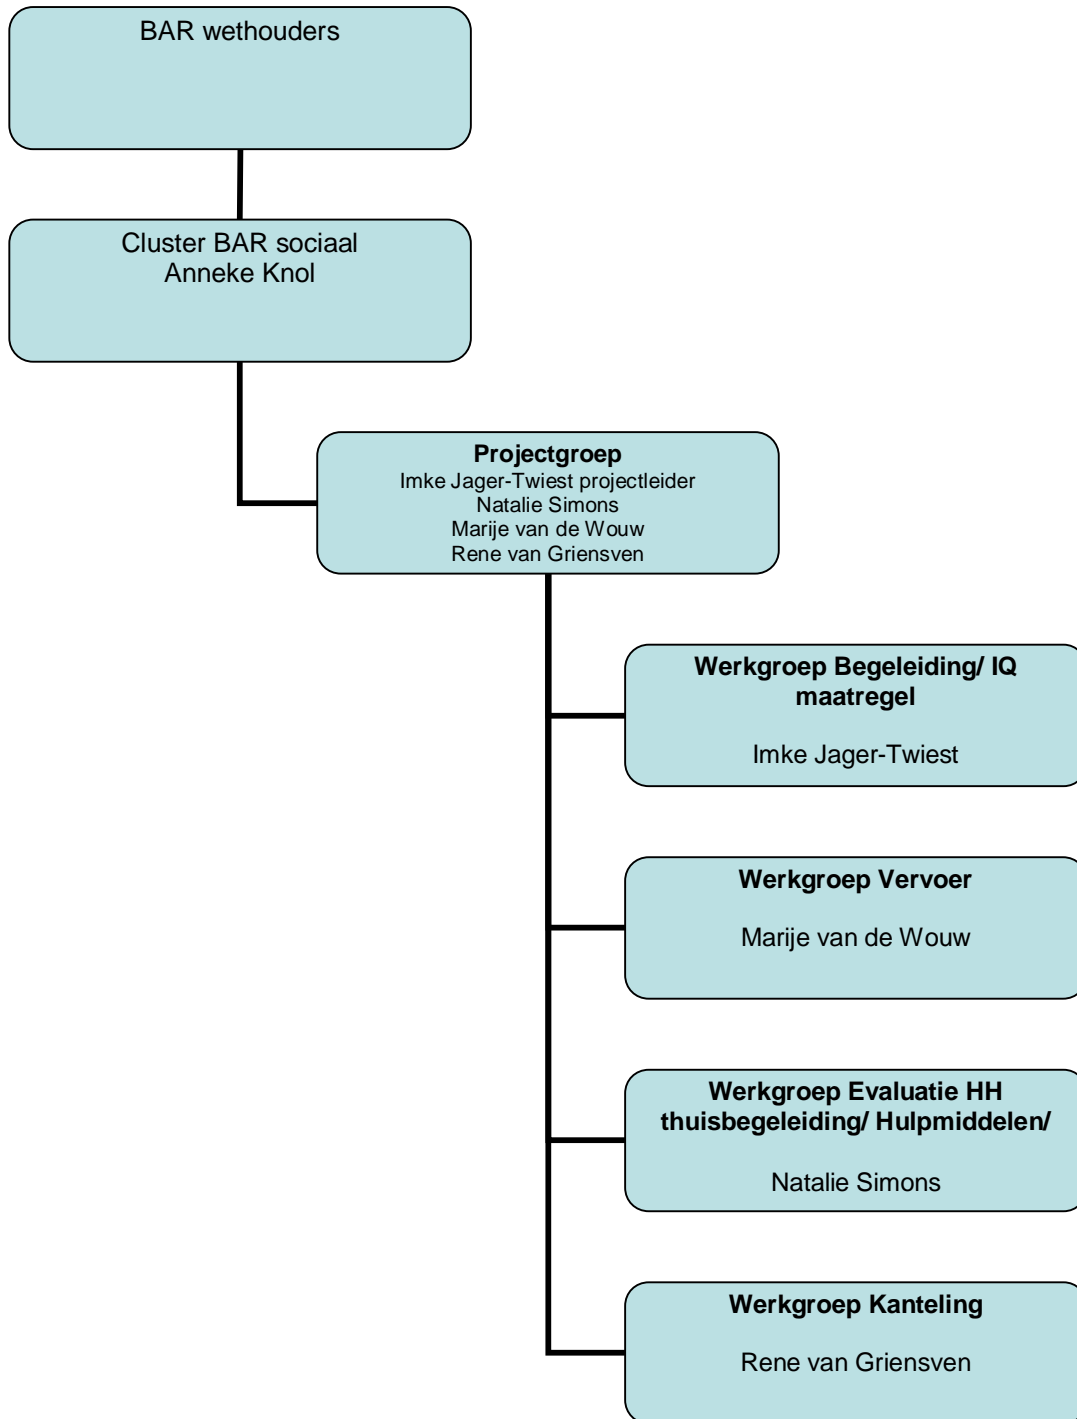 BAR wethouders
Cluster BAR sociaal
Anneke Knol
Projectgroep
Imke Jager-Twiest projectleider
Natalie Simons
Marije van de Wouw
Rene van Griensven
Werkgroep Begeleiding/ IQ
maatregel
Imke Jager-Twiest
Werkgroep Vervoer
Marije van de Wouw
Werkgroep Evaluatie HH
thuisbegeleiding/ Hulpmiddelen/
Natalie Simons
Werkgroep Kanteling
Rene van Griensven